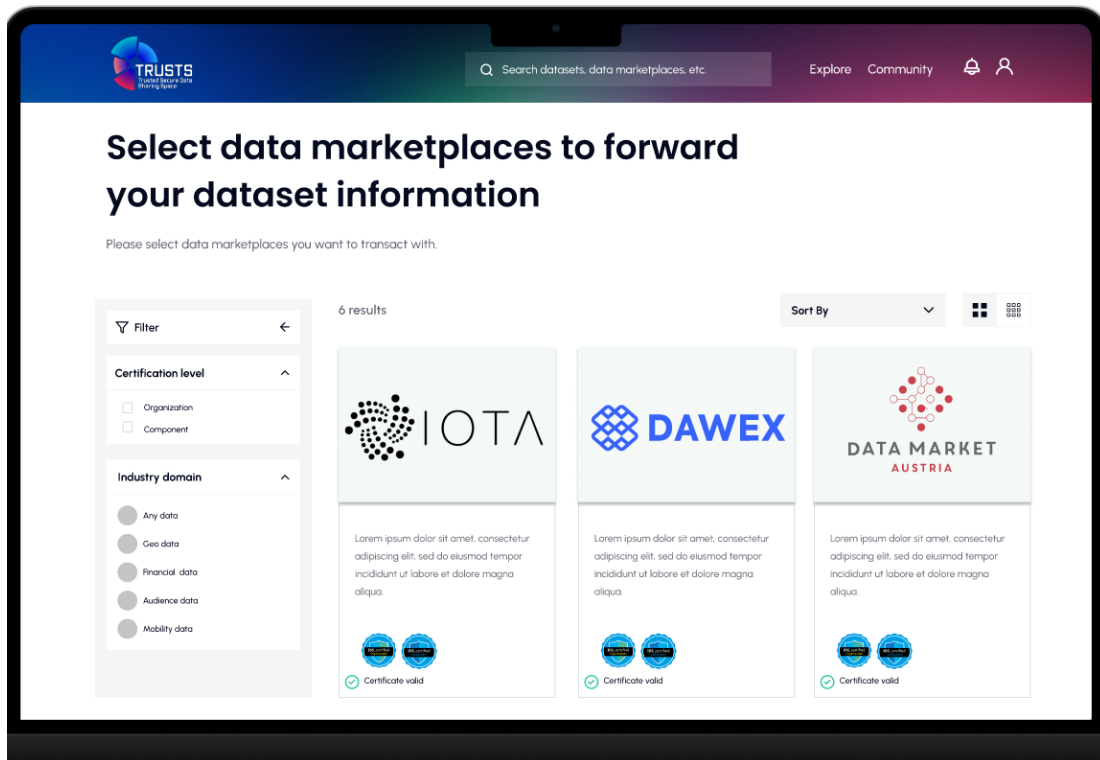 TRUSTS
Trusted Secure Data
Sharing Space
Search datasets, data marketplaces, etc.
Explore
Community
Select data marketplaces to forward
your dataset information
Please select data marketplaces you want to transact with.
Filter
Certification level
Organization
Component
Industry domain
Any data
Geo data
Financial data
Audience data
Mobility data
6 results
Sort By
IOTA
Lorem ipsum dolor sit amet, consectetur
adipiscing elit, sed do eiusmod tempor
incididunt ut labore et dolore magna
aliqua.
Certificate valid
DAWEX
Lorem ipsum dolor sit amet, consectetur
adipiscing elit, sed do eiusmod tempor
incididunt ut labore et dolore magna
aliqua.
Certificate valid
DATA MARKET
AUSTRIA
Lorem ipsum dolor sit amet, consectetur
adipiscing elit, sed do eiusmod tempor
incididunt ut labore et dolore magna
aliqua.
Certificate valid